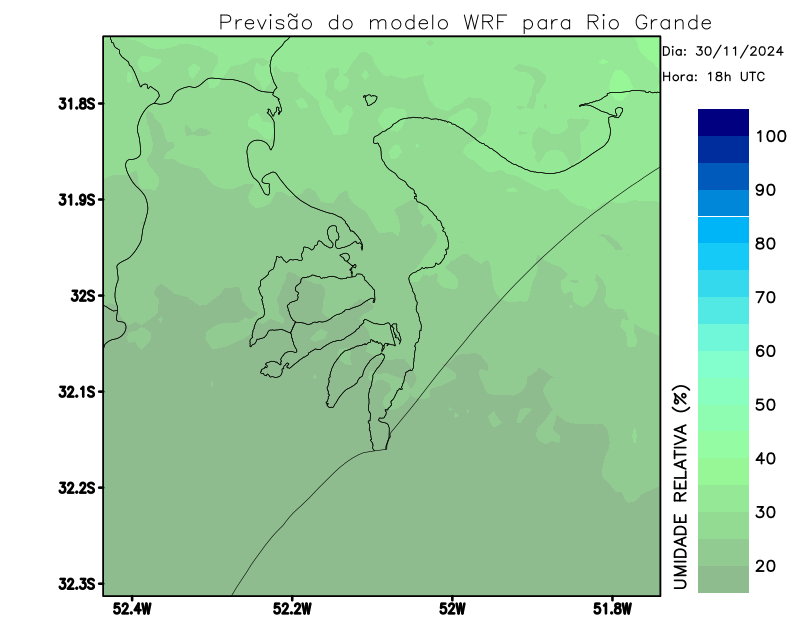 Previsão do modelo WRF para Rio Grande
Dia: 30/11/2024
Hora: 18h UTC
31.8S
31.9S
32S
32.1S
32.2S
32.3S
52.4W
52.2W
52W
51.8W
100
90
80
70
60
50
40
30
20
UMIDADE RELATIVA (%)